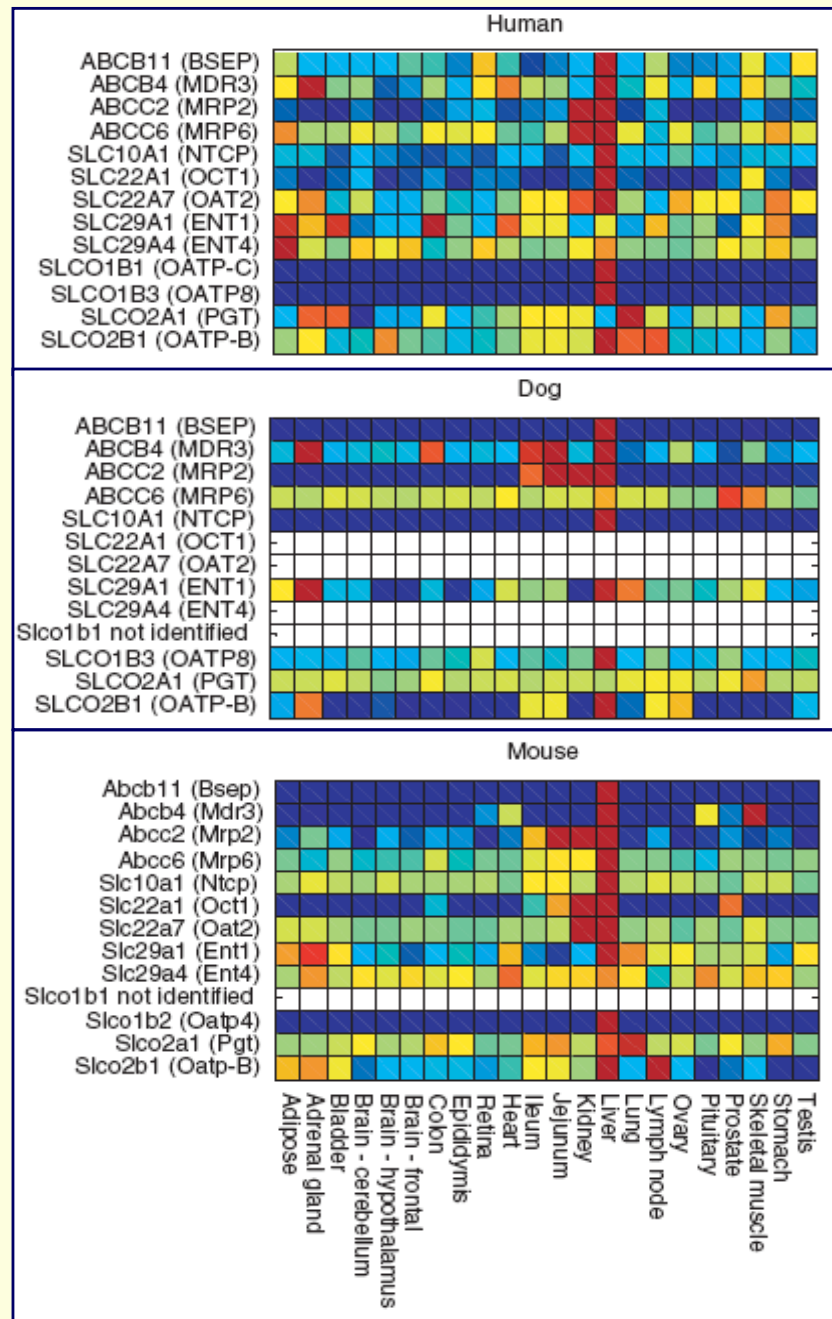 Human
ABCB11 (BSEP)
ABCB4 (MDR3)
ABCC2 (MRP2)
ABCC6 (MRP6)
SLC10A1 (NTCP)
SLC22A1 (OCT1)
SLC22A7 (OAT2)
SLC29A1 (ENT1)
SLC29A4 (ENT4)
SLCO1B1 (OATP-C)
SLCO1B3 (OATP8)
SLCO2A1 (PGT)
SLCO2B1 (OATP-B)
Dog
ABCB11 (BSEP)
ABCB4 (MDR3)
ABCC2 (MRP2)
ABCC6 (MRP6)
SLC10A1 (NTCP)
SLC22A1 (OCT1)
SLC22A7 (OAT2)
SLC29A1 (ENT1)
SLC29A4 (ENT4)
Slco1b1 not identified
SLCO1B3 (OATP8)
SLCO2A1 (PGT)
SLCO2B1 (OATP-B)
Mouse
Abcb11 (Bsep)
Abcb4 (Mdr3)
Abcc2 (Mrp2)
Abcc6 (Mrp6)
Slc10a1 (Ntcp)
Slc22a1 (Oct1)
Slc22a7 (Oat2)
Slc29a1 (Ent1)
Slc29a4 (Ent4)
Slco1b1 not identified
Slco1b2 (Oatp4)
Slco2a1 (Pgt)
Slco2b1 (Oatp-B)
Adipose
Adrenal gland
Bladder
Brain - cerebellum
Brain - hypothalamus
Brain - frontal
Colon
Epididymis
Retina
Heart
Ileum
Jejunum
Kidney
Liver
Lung
Lymph node
Ovary
Pituitary
Prostate
Skeletal muscle
Stomach
Testis